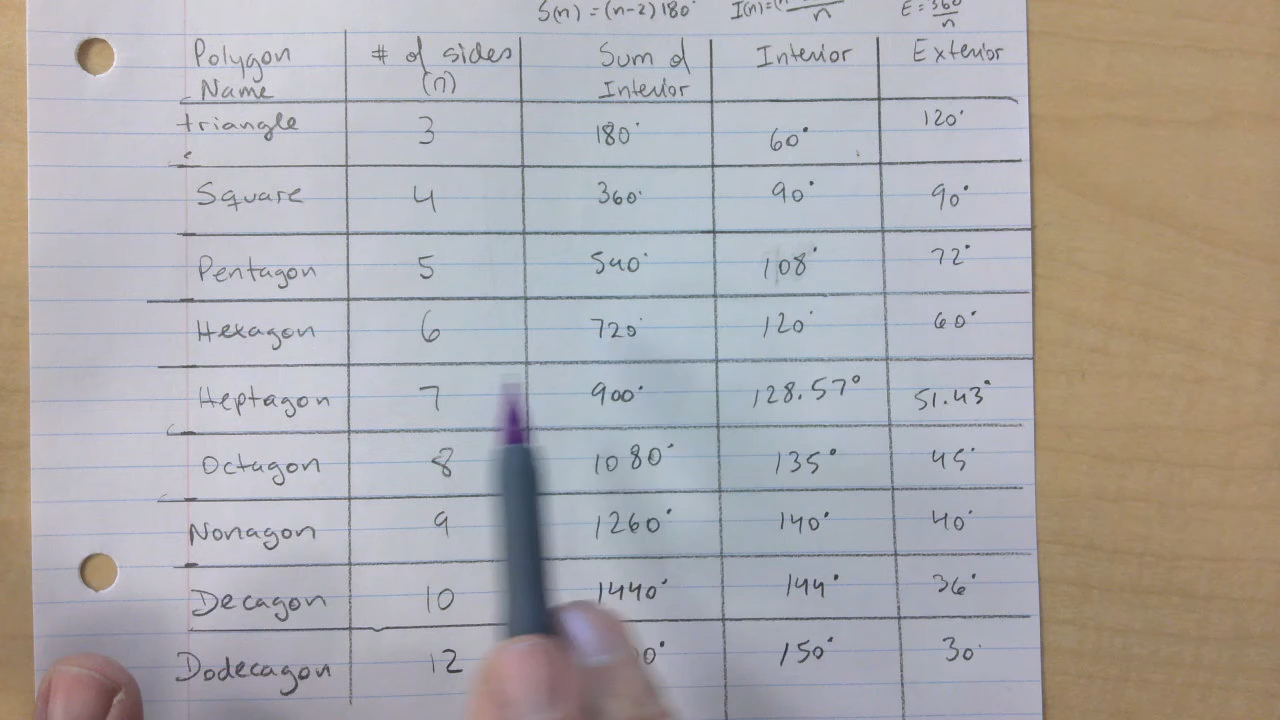 S(n) = (n-2) 180° I(n) = ( n E = 360 n
Polygon Name # of sides (n) Sum of Interior Interior Exterior
triangle 3 180° 60° 120°
Square 4 360° 90° 90°
Pentagon 5 540° 108° 72°
Hexagon 6 720° 120° 60°
Heptagon 7 900° 128.57° 51.43°
Octagon 8 1080° 135° 45°
Nonagon 9 1260° 140° 40°
Decagon 10 1440° 144° 36°
Dodecagon 12 150° 30°